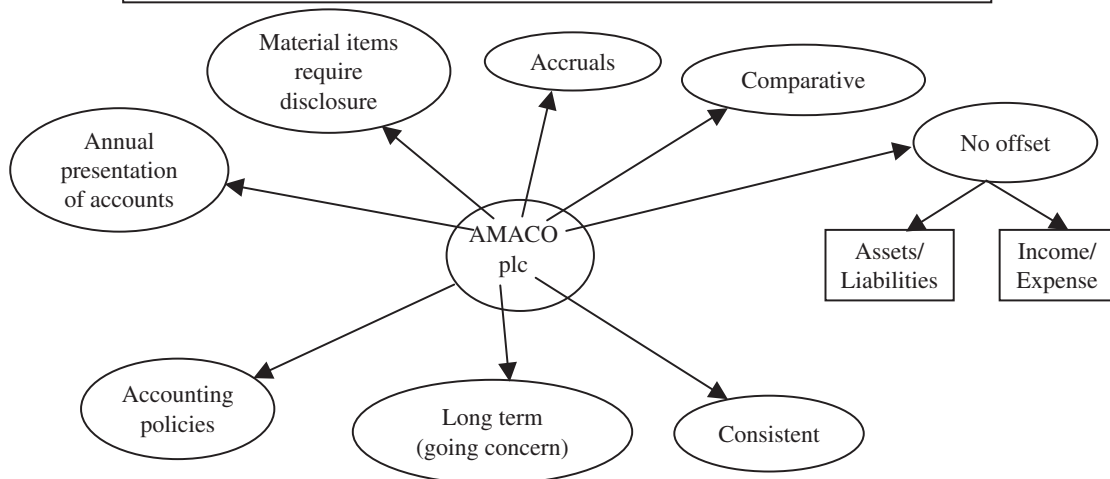 Material items
require
disclosure
Accruals
Comparative
Annual
presentation
of accounts
No offset
AMACO
plc
Assets/
Liabilities
Income/
Expense
Accounting
policies
Long term
(going concern)
Consistent